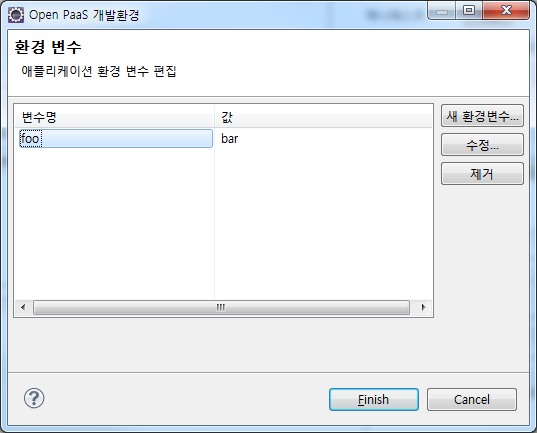 Open PaaS 개발환경
환경 변수
애플리케이션 환경 변수 편집
변수명 값
foo bar
새 환경변수...
수정...
제거
Finish Cancel